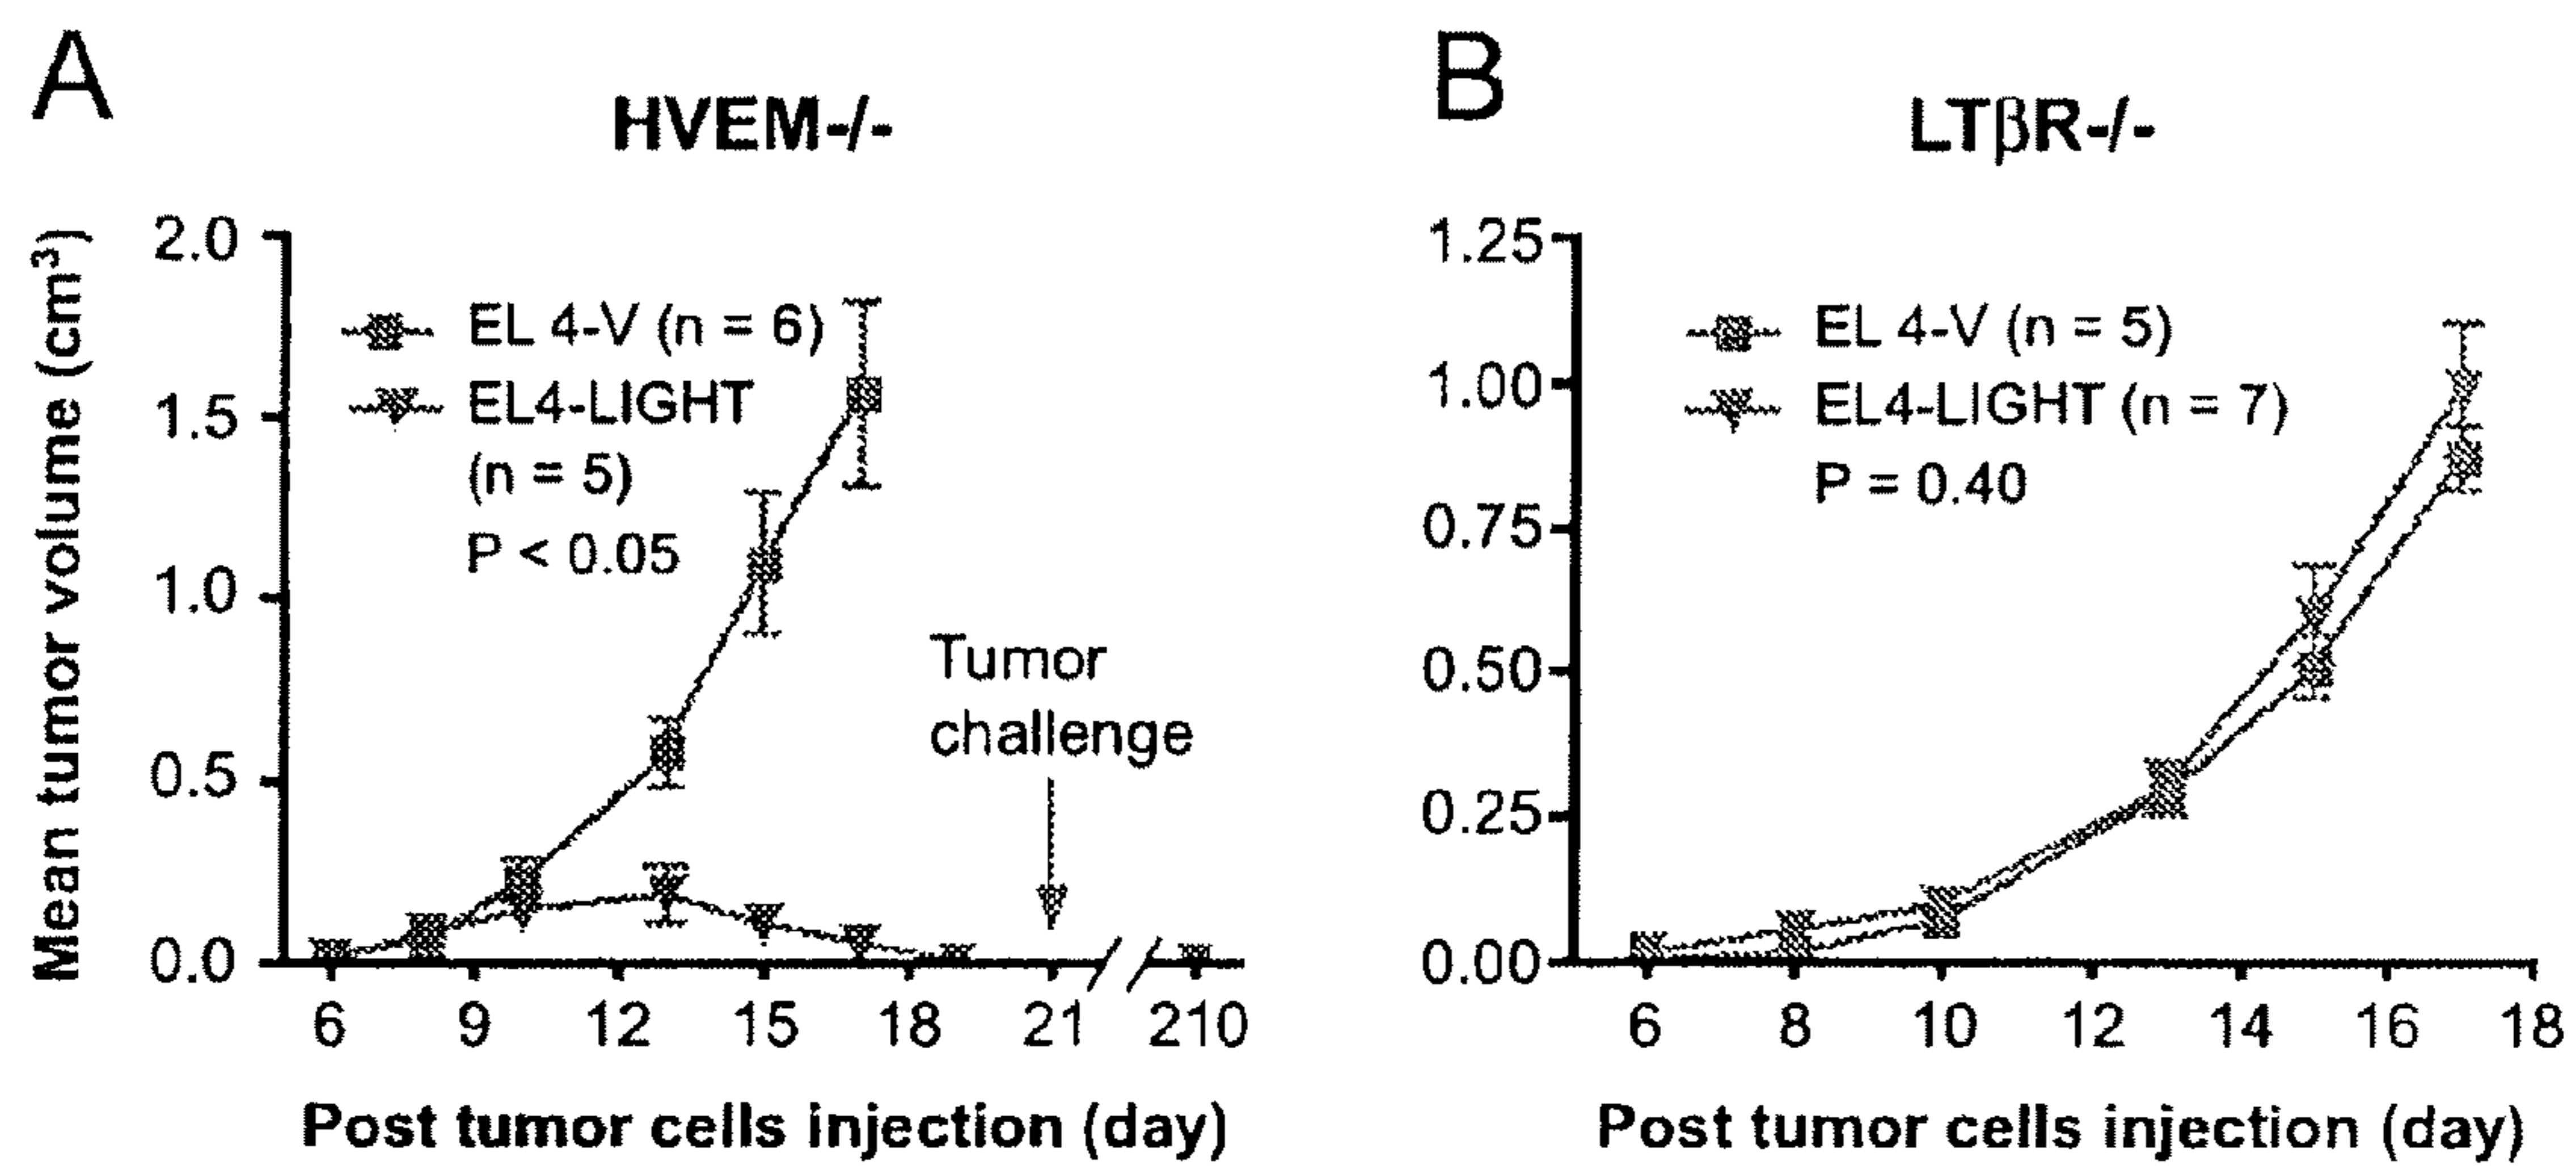 A
HVEM-/-
Mean tumor volume (cm³)
2.0
1.5
1.0
0.5
0.0
EL 4-V (n = 6)
EL4-LIGHT
(n = 5)
P < 0.05
Tumor
challenge
6 9 12 15 18 21 210
Post tumor cells injection (day)
B
LTβR-/-
1.25
1.00
0.75
0.50
0.25
0.00
EL 4-V (n = 5)
EL4-LIGHT (n = 7)
P = 0.40
6 8 10 12 14 16 18
Post tumor cells injection (day)